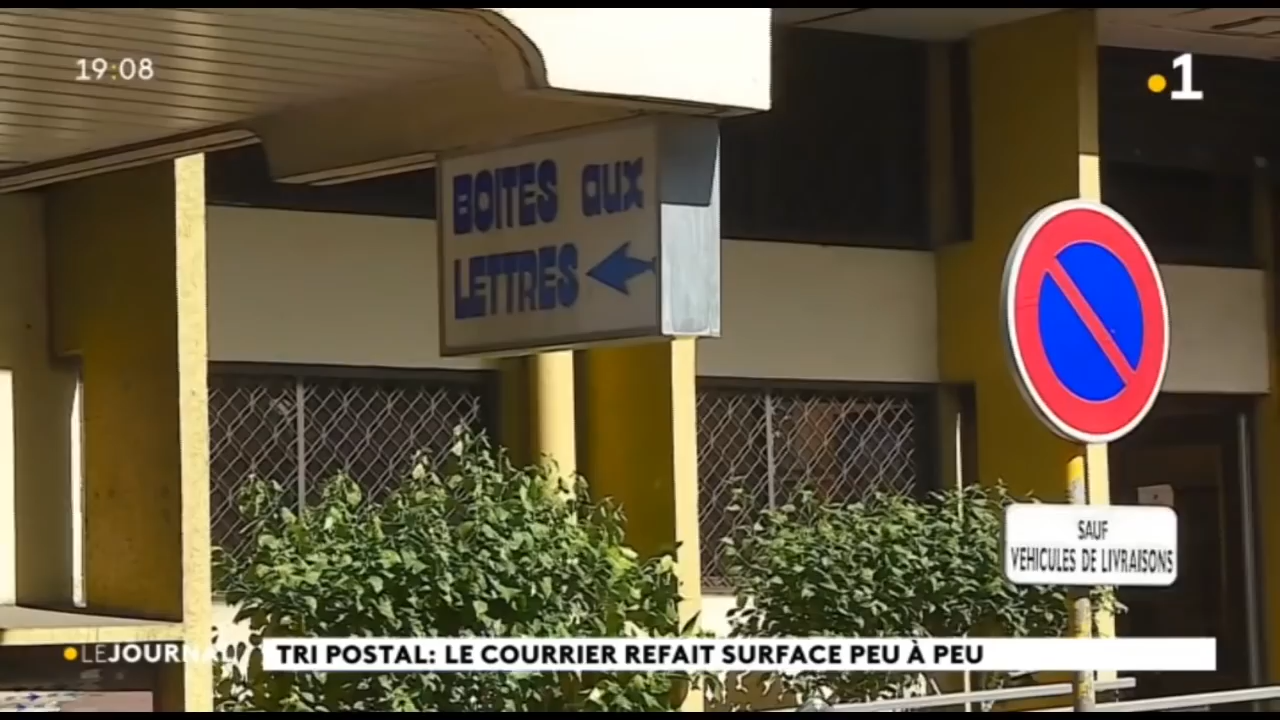 19:08
1
BOITES AUX
LETTRES
SAUF
VEHICULES DE LIVRAISONS
LEJOURNAL
TRI POSTAL: LE COURRIER REFAIT SURFACE PEU À PEU